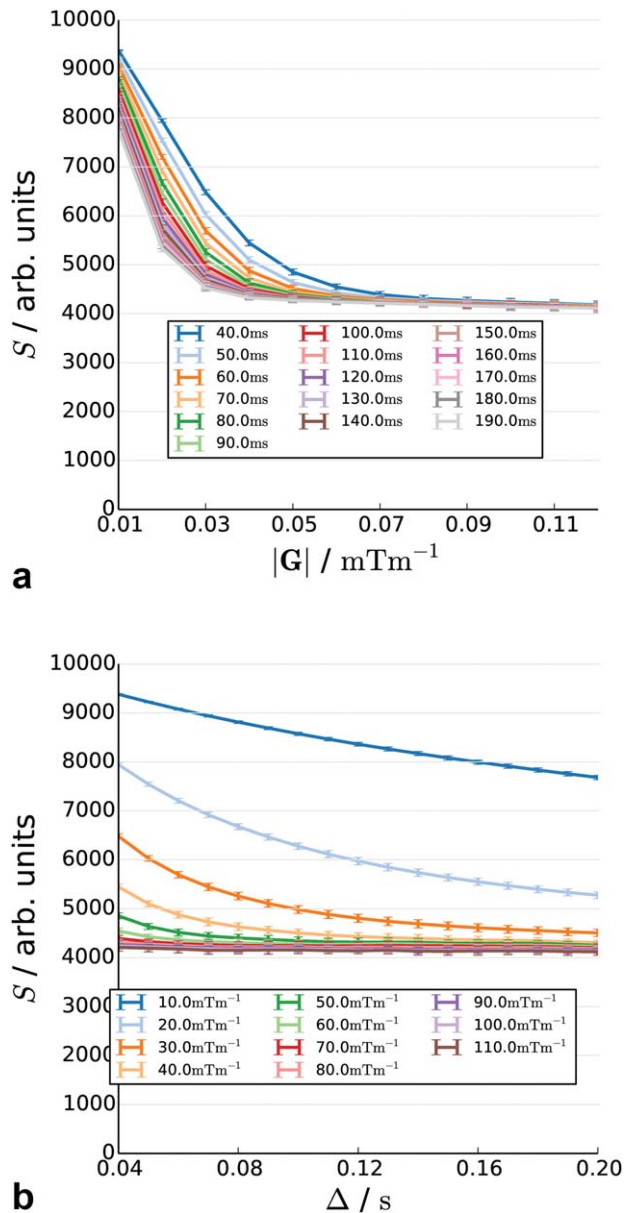 10000
9000
8000
7000
6000
5000
4000
3000
2000
1000
0
S / arb. units
40.0ms 100.0ms 150.0ms
50.0ms 110.0ms 160.0ms
60.0ms 120.0ms 170.0ms
70.0ms 130.0ms 180.0ms
80.0ms 140.0ms 190.0ms
90.0ms
0.01 0.03 0.05 0.07 0.09 0.11
|G| / mTm⁻¹
a
10000
9000
8000
7000
6000
5000
4000
3000
2000
1000
0
S / arb. units
10.0mTm⁻¹ 50.0mTm⁻¹ 90.0mTm⁻¹
20.0mTm⁻¹ 60.0mTm⁻¹ 100.0mTm⁻¹
30.0mTm⁻¹ 70.0mTm⁻¹ 110.0mTm⁻¹
40.0mTm⁻¹ 80.0mTm⁻¹
0.04 0.08 0.12 0.16 0.20
Δ / s
b